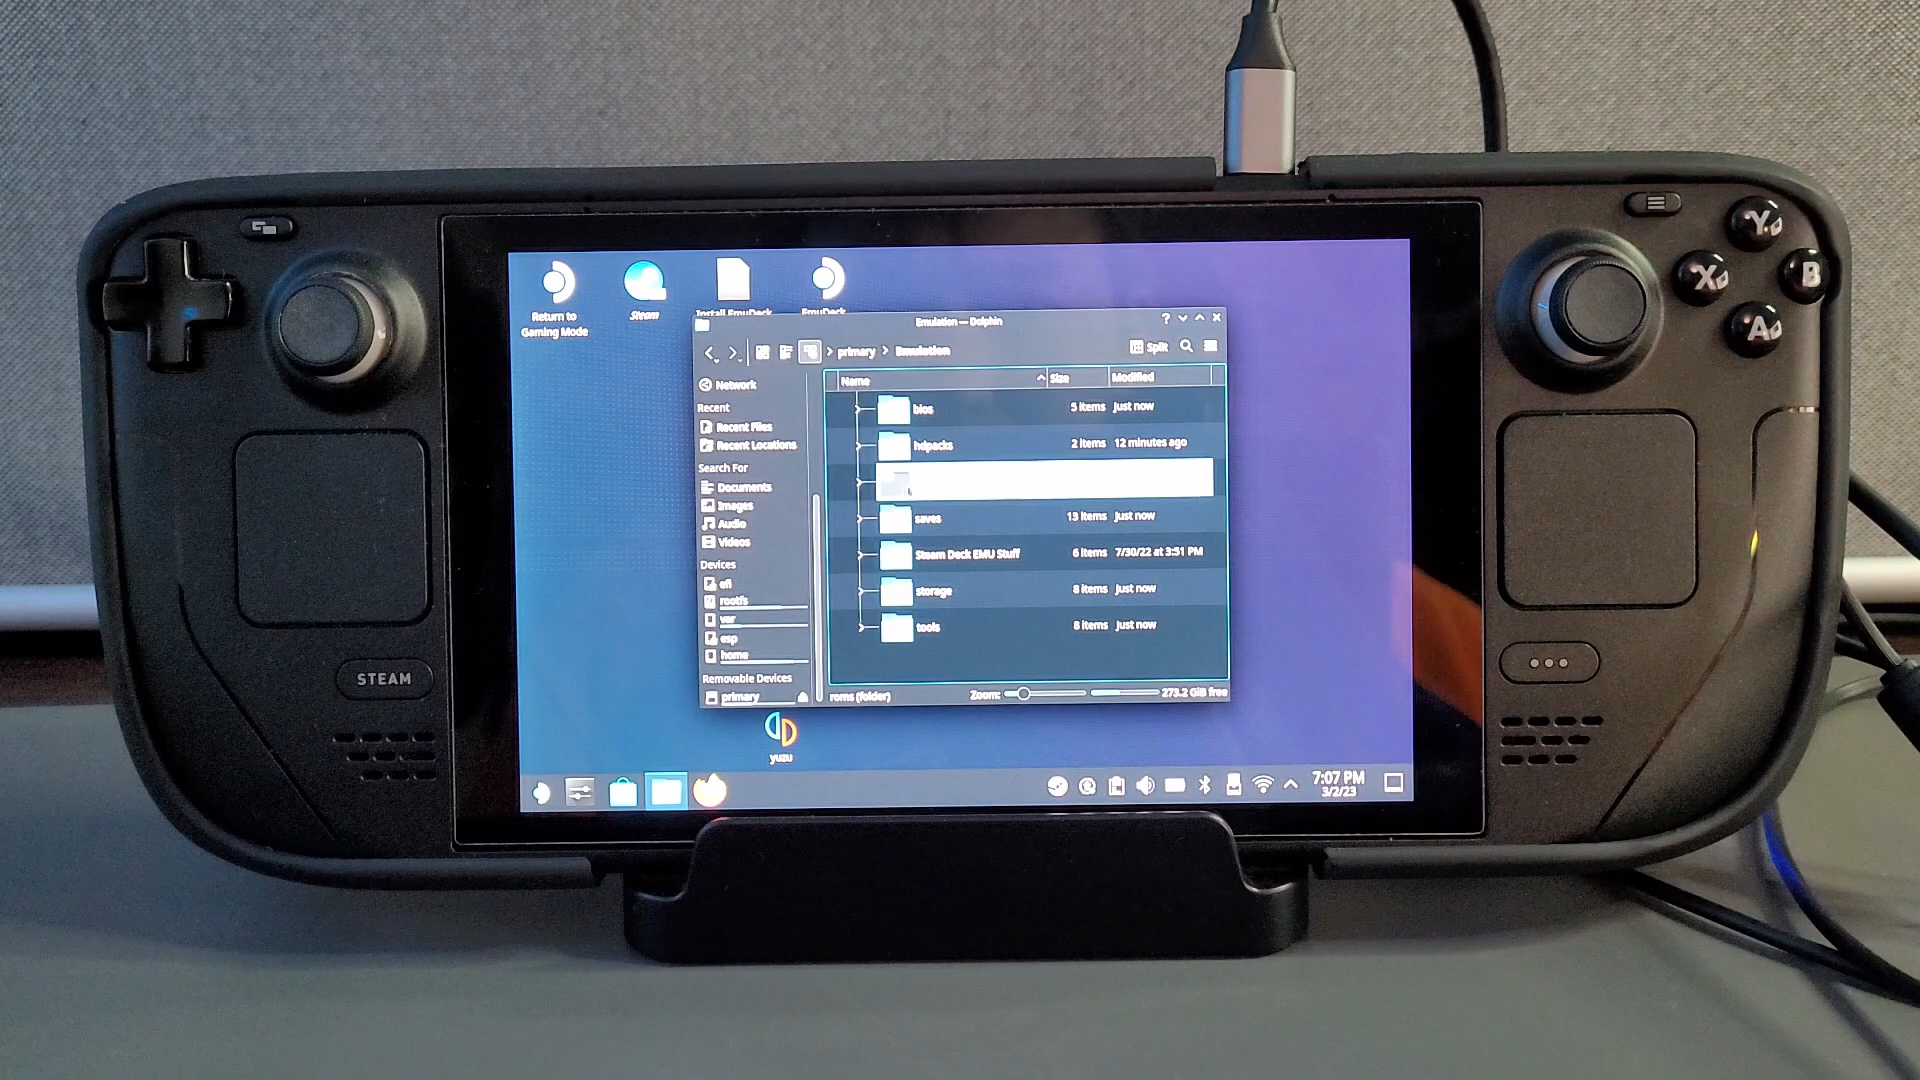 Return to
Gaming Mode
Steam
Install EmuDeck
EmuDeck
Emulation — Dolphin
primary > Emulation
Split
Network
Recent
Recent Files
Recent Locations
Search For
Documents
Images
Audio
Videos
Devices
efi
rootfs
var
esp
home
Removable Devices
primary
Name Size Modified
bios 5 items Just now
hdpacks 2 items 12 minutes ago
saves 13 items Just now
Steam Deck EMU Stuff 6 items 7/30/22 at 3:51 PM
storage 8 items Just now
tools 8 items Just now
roms (folder)
Zoom:
273.2 GiB free
yuzu
7:07 PM
3/2/23
STEAM
Y
X
B
A